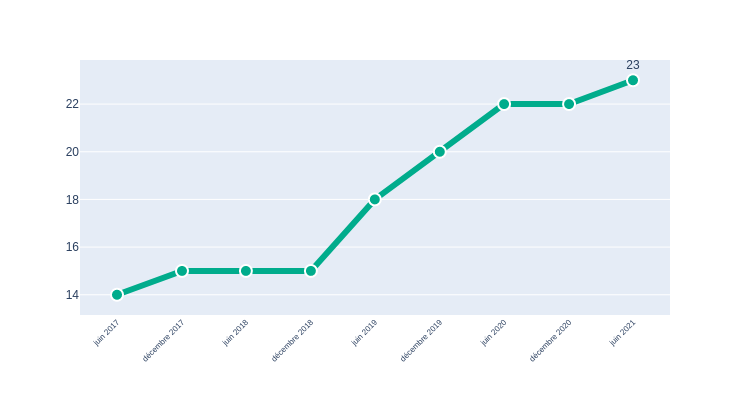 23
22
20
18
16
14
juin 2017
décembre 2017
juin 2018
décembre 2018
juin 2019
décembre 2019
juin 2020
décembre 2020
juin 2021